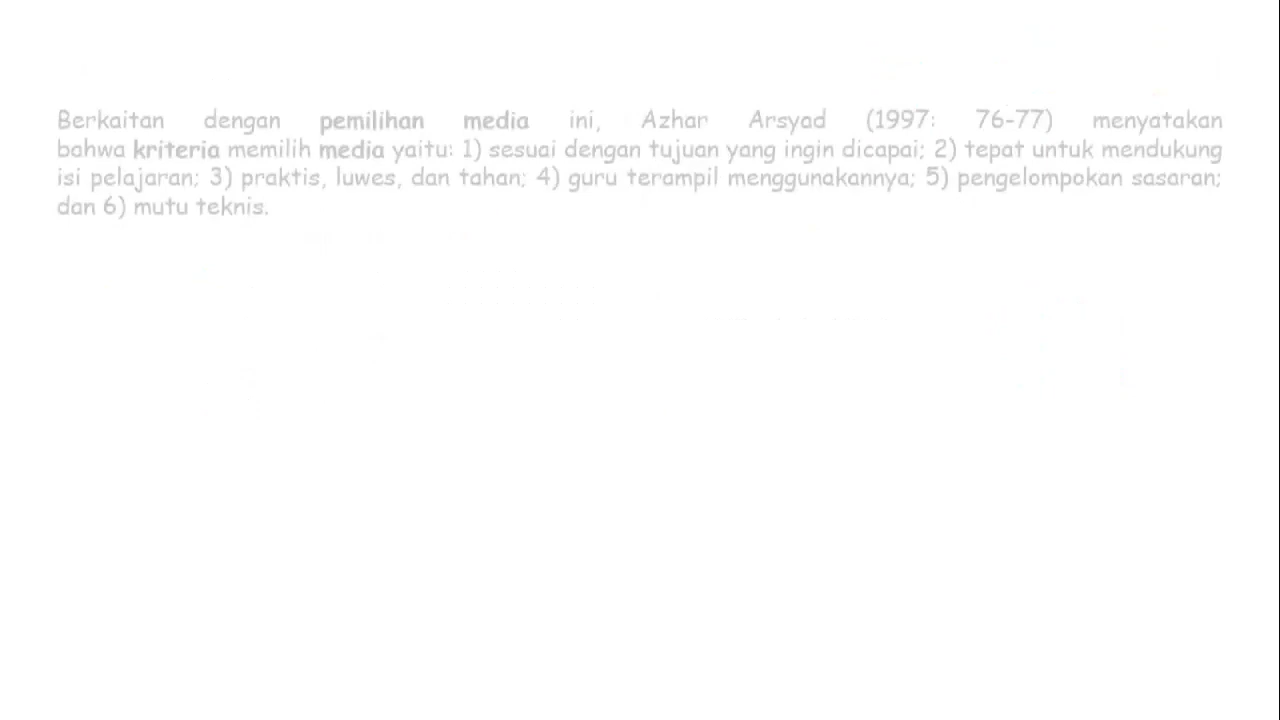 Berkaitan dengan pemilihan media ini, Azhar Arsyad (1997: 76-77) menyatakan
bahwa kriteria memilih media yaitu: 1) sesuai dengan tujuan yang ingin dicapai; 2) tepat untuk mendukung
isi pelajaran; 3) praktis, luwes, dan tahan; 4) guru terampil menggunakannya; 5) pengelompokan sasaran;
dan 6) mutu teknis.